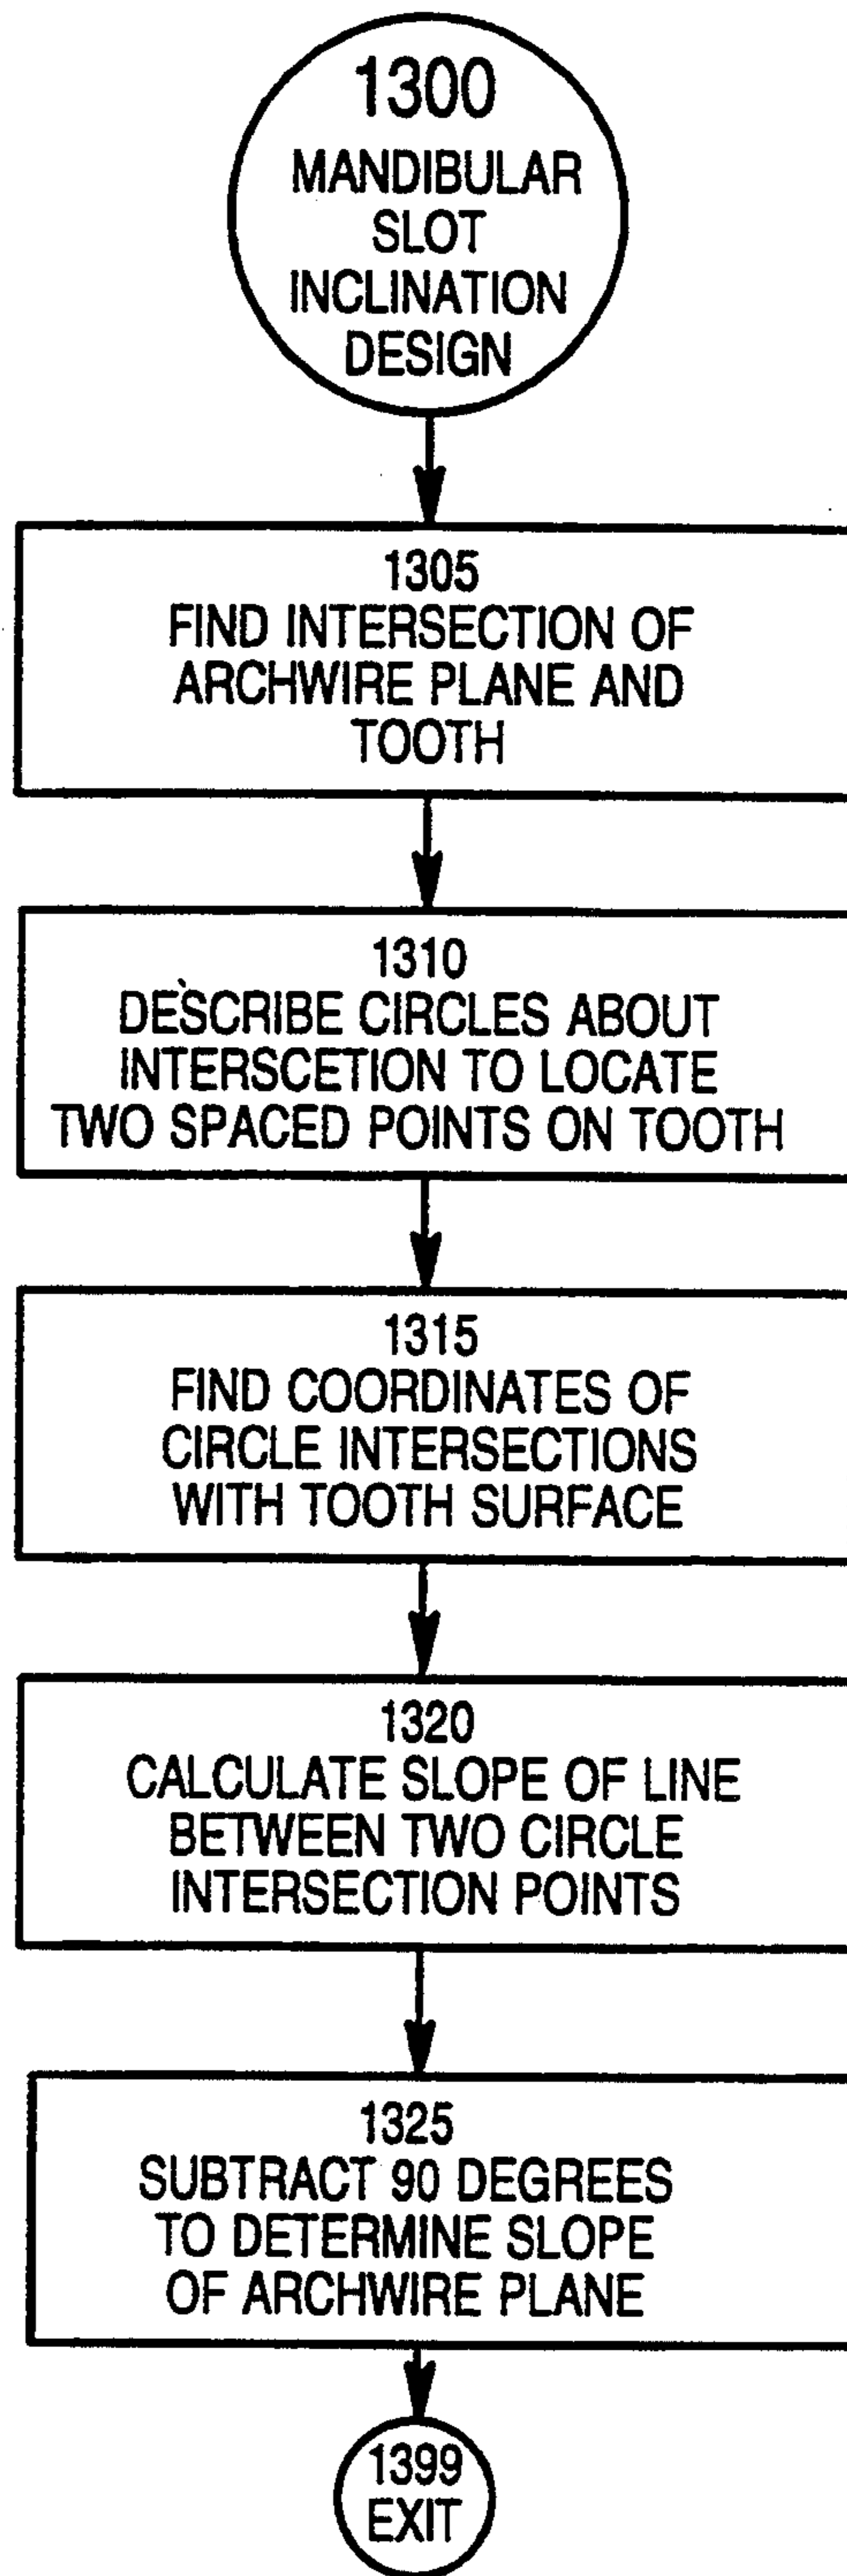 1300
MANDIBULAR
SLOT
INCLINATION
DESIGN
1305
FIND INTERSECTION OF
ARCHWIRE PLANE AND
TOOTH
1310
DESCRIBE CIRCLES ABOUT
INTERSCETION TO LOCATE
TWO SPACED POINTS ON TOOTH
1315
FIND COORDINATES OF
CIRCLE INTERSECTIONS
WITH TOOTH SURFACE
1320
CALCULATE SLOPE OF LINE
BETWEEN TWO CIRCLE
INTERSECTION POINTS
1325
SUBTRACT 90 DEGREES
TO DETERMINE SLOPE
OF ARCHWIRE PLANE
1399
EXIT